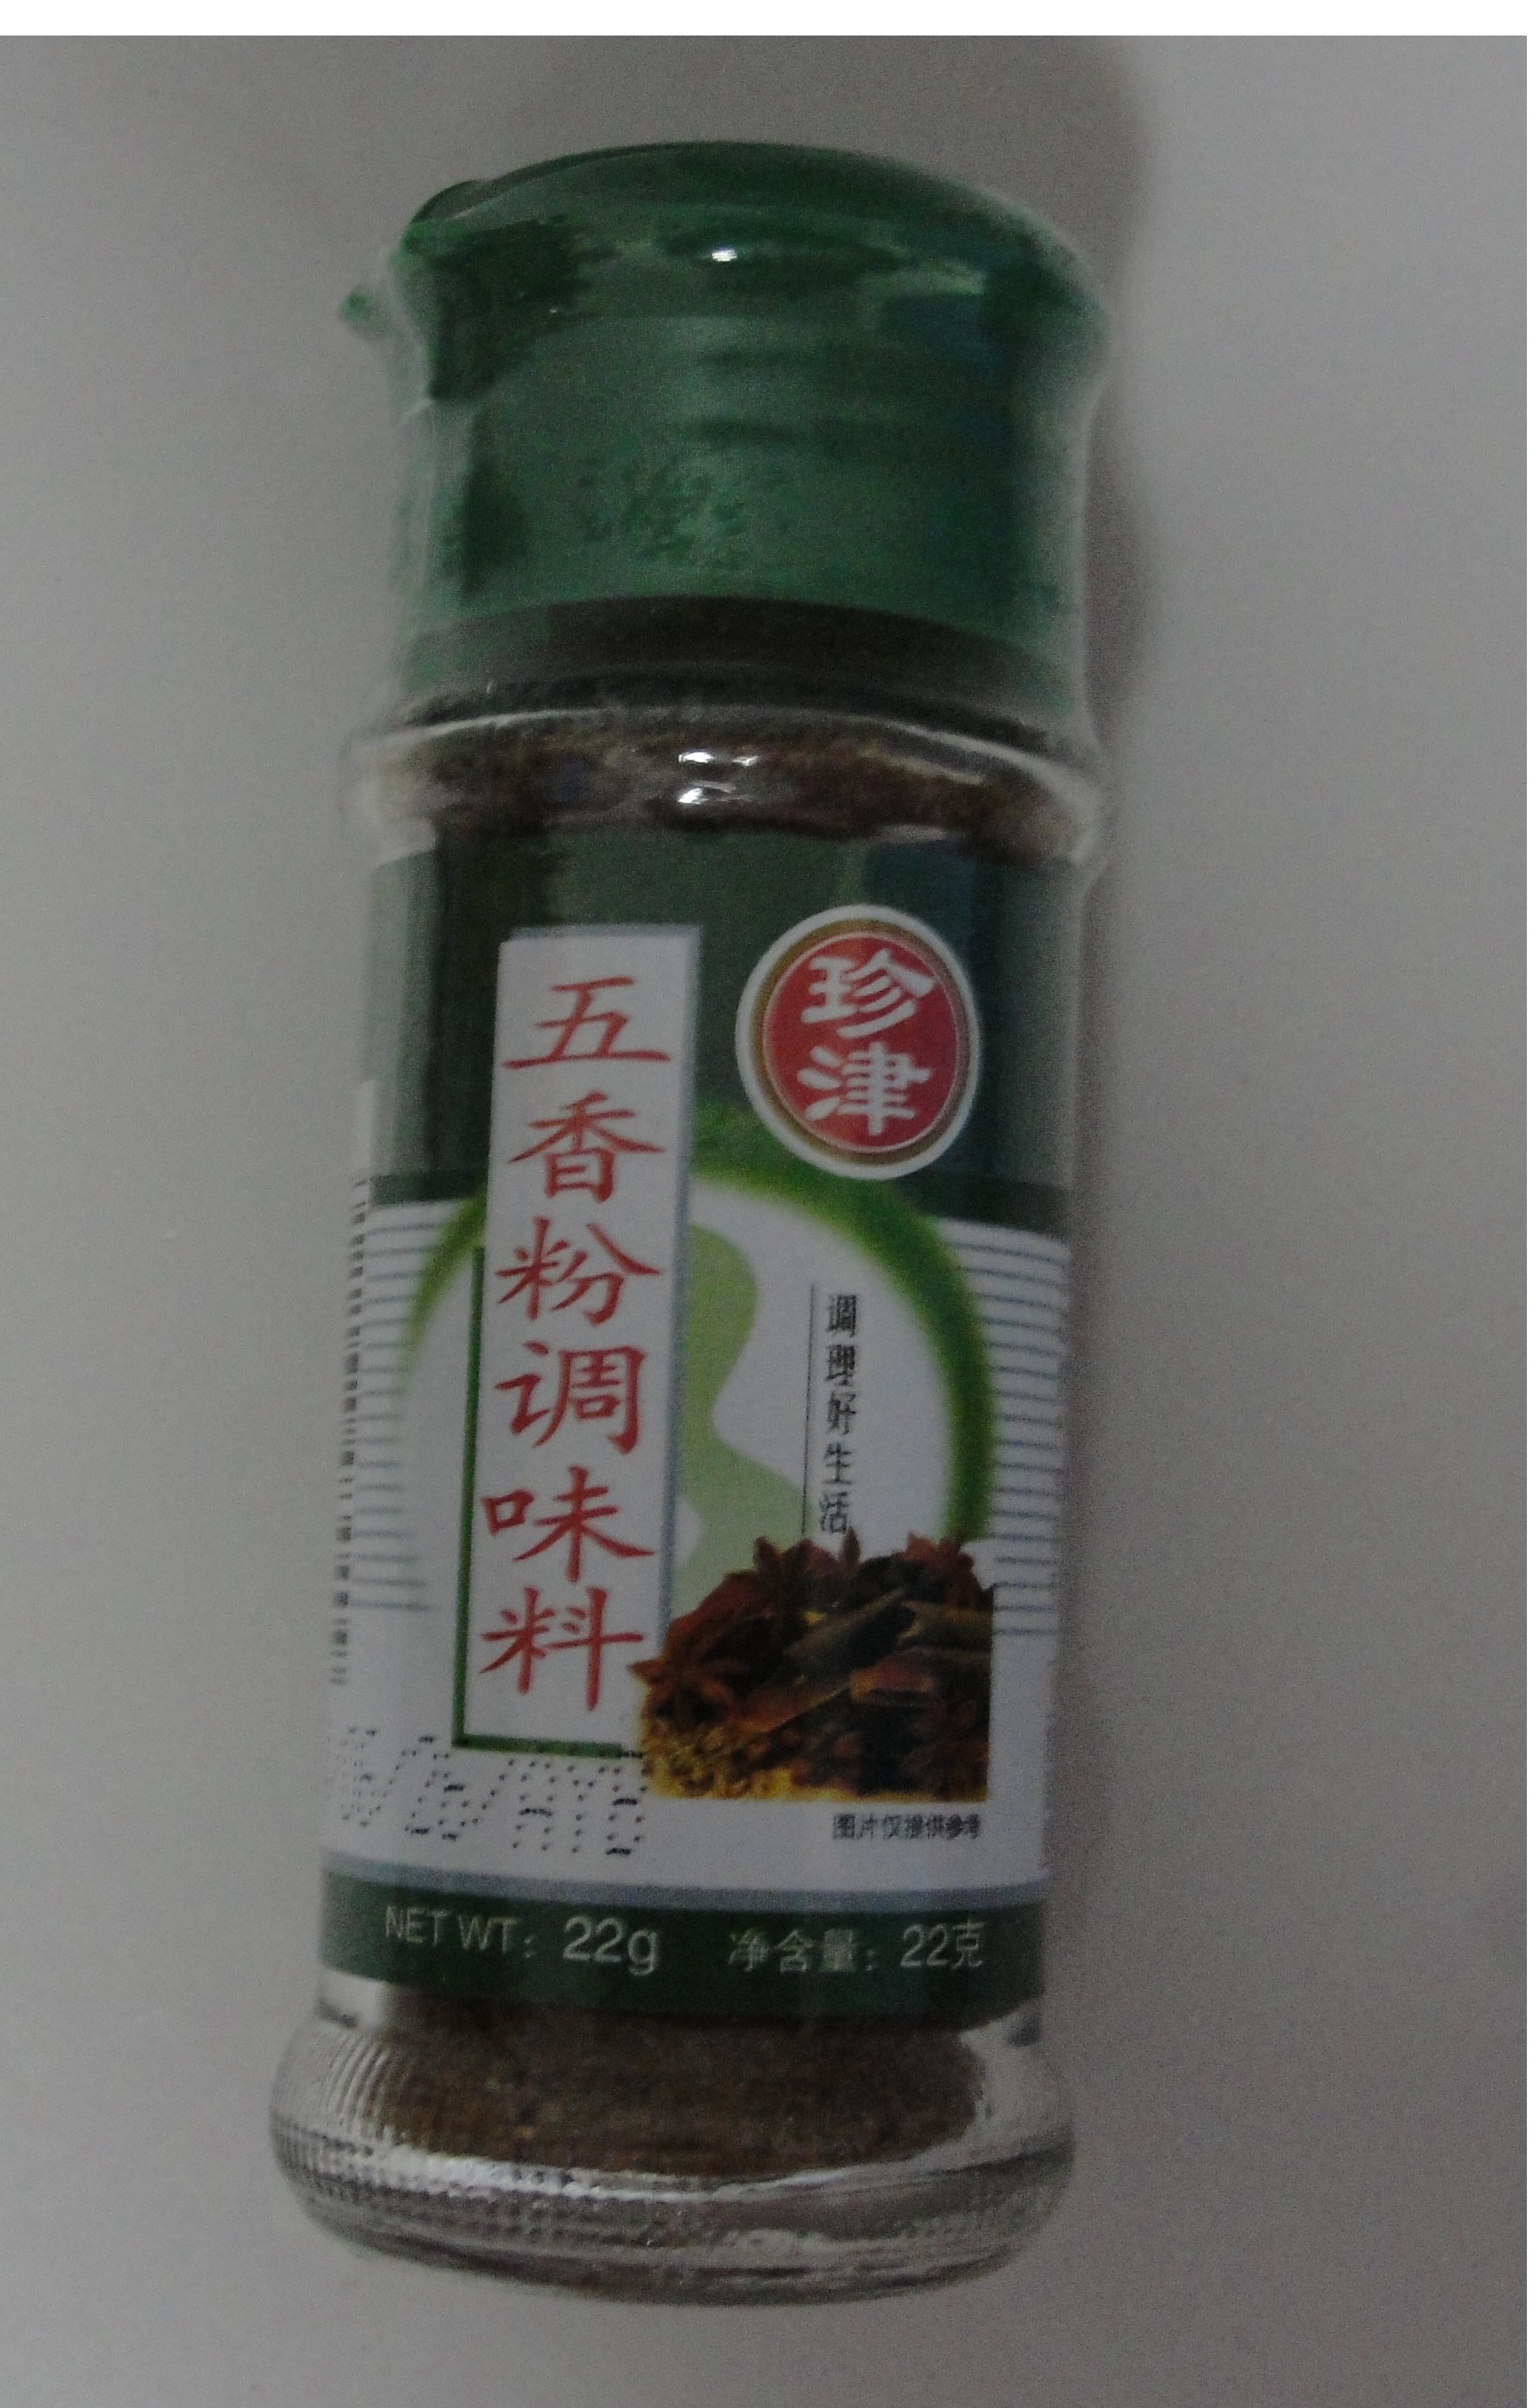 珍津
五香粉调味料
调理好生活
图片仅提供参考
NET WT: 22g 净含量: 22克